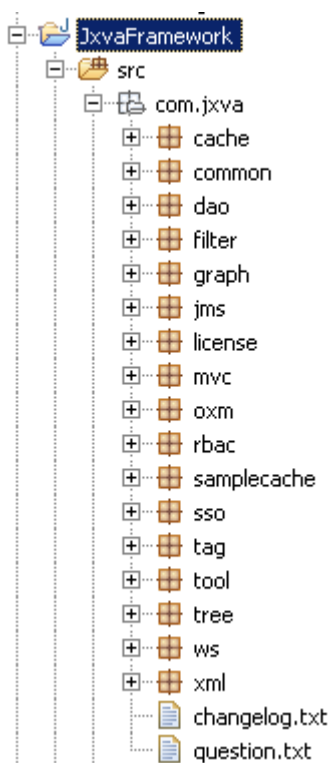 JxvaFramework
src
com.jxva
cache
common
dao
filter
graph
jms
license
mvc
oxm
rbac
samplecache
sso
tag
tool
tree
ws
xml
changelog.txt
question.txt